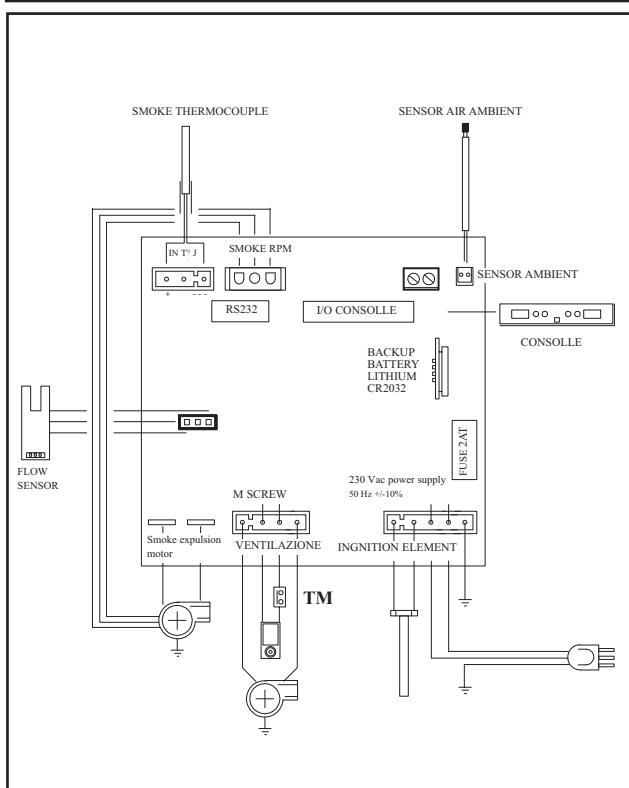 SMOKE THERMOCOUPLE
SENSOR AIR AMBIENT
IN T° J
SMOKE RPM
+
---
SENSOR AMBIENT
RS232
I/O CONSOLLE
CONSOLLE
BACKUP
BATTERY
LITHIUM
CR2032
FLOW
SENSOR
FUSE 2AT
230 Vac power supply
50 Hz +/-10%
M SCREW
Smoke expulsion
motor
VENTILAZIONE
INGNITION ELEMENT
TM